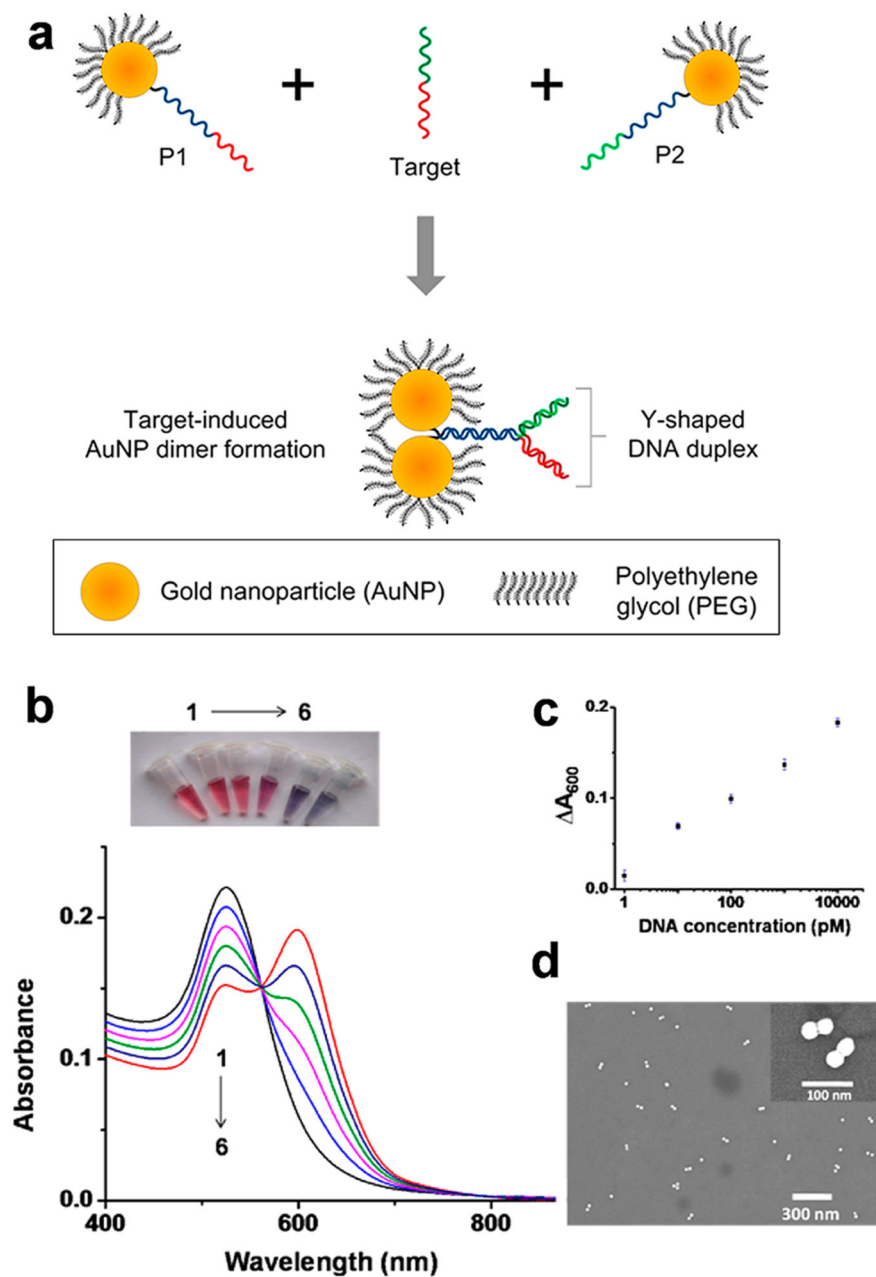 a
+
+
P1
Target
P2
Target-induced
AuNP dimer formation
Y-shaped
DNA duplex
Gold nanoparticle (AuNP)
Polyethylene
glycol (PEG)
b
1
6
0.2
0.1
0.0
Absorbance
1
6
400
600
800
Wavelength (nm)
c
0.2
0.1
0.0
ΔA600
1
100
10000
DNA concentration (pM)
d
100 nm
300 nm